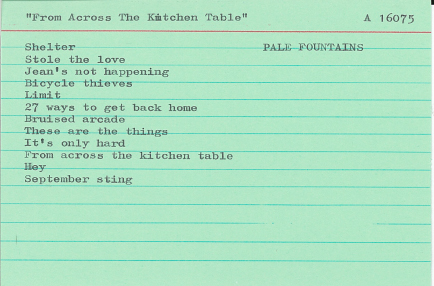 "From Across The Kitchen Table" A 16075
Shelter PALE FOUNTAINS
Stole the love
Jean's not happening
Bicycle thieves
Limit
27 ways to get back home
Bruised arcade
These are the things
It's only hard
From across the kitchen table
Hey
September sting